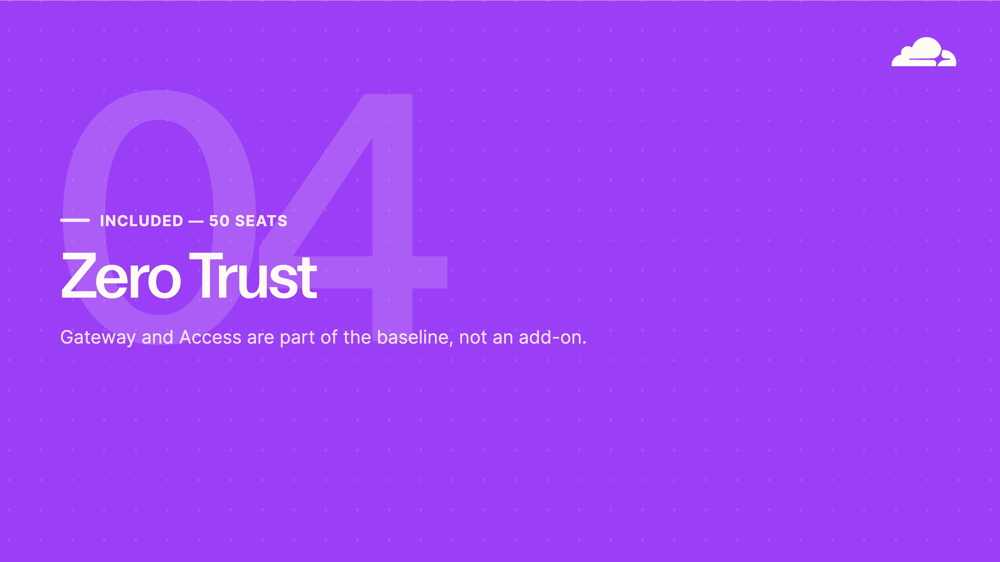 04
INCLUDED — 50 SEATS
Zero Trust
Gateway and Access are part of the baseline, not an add-on.